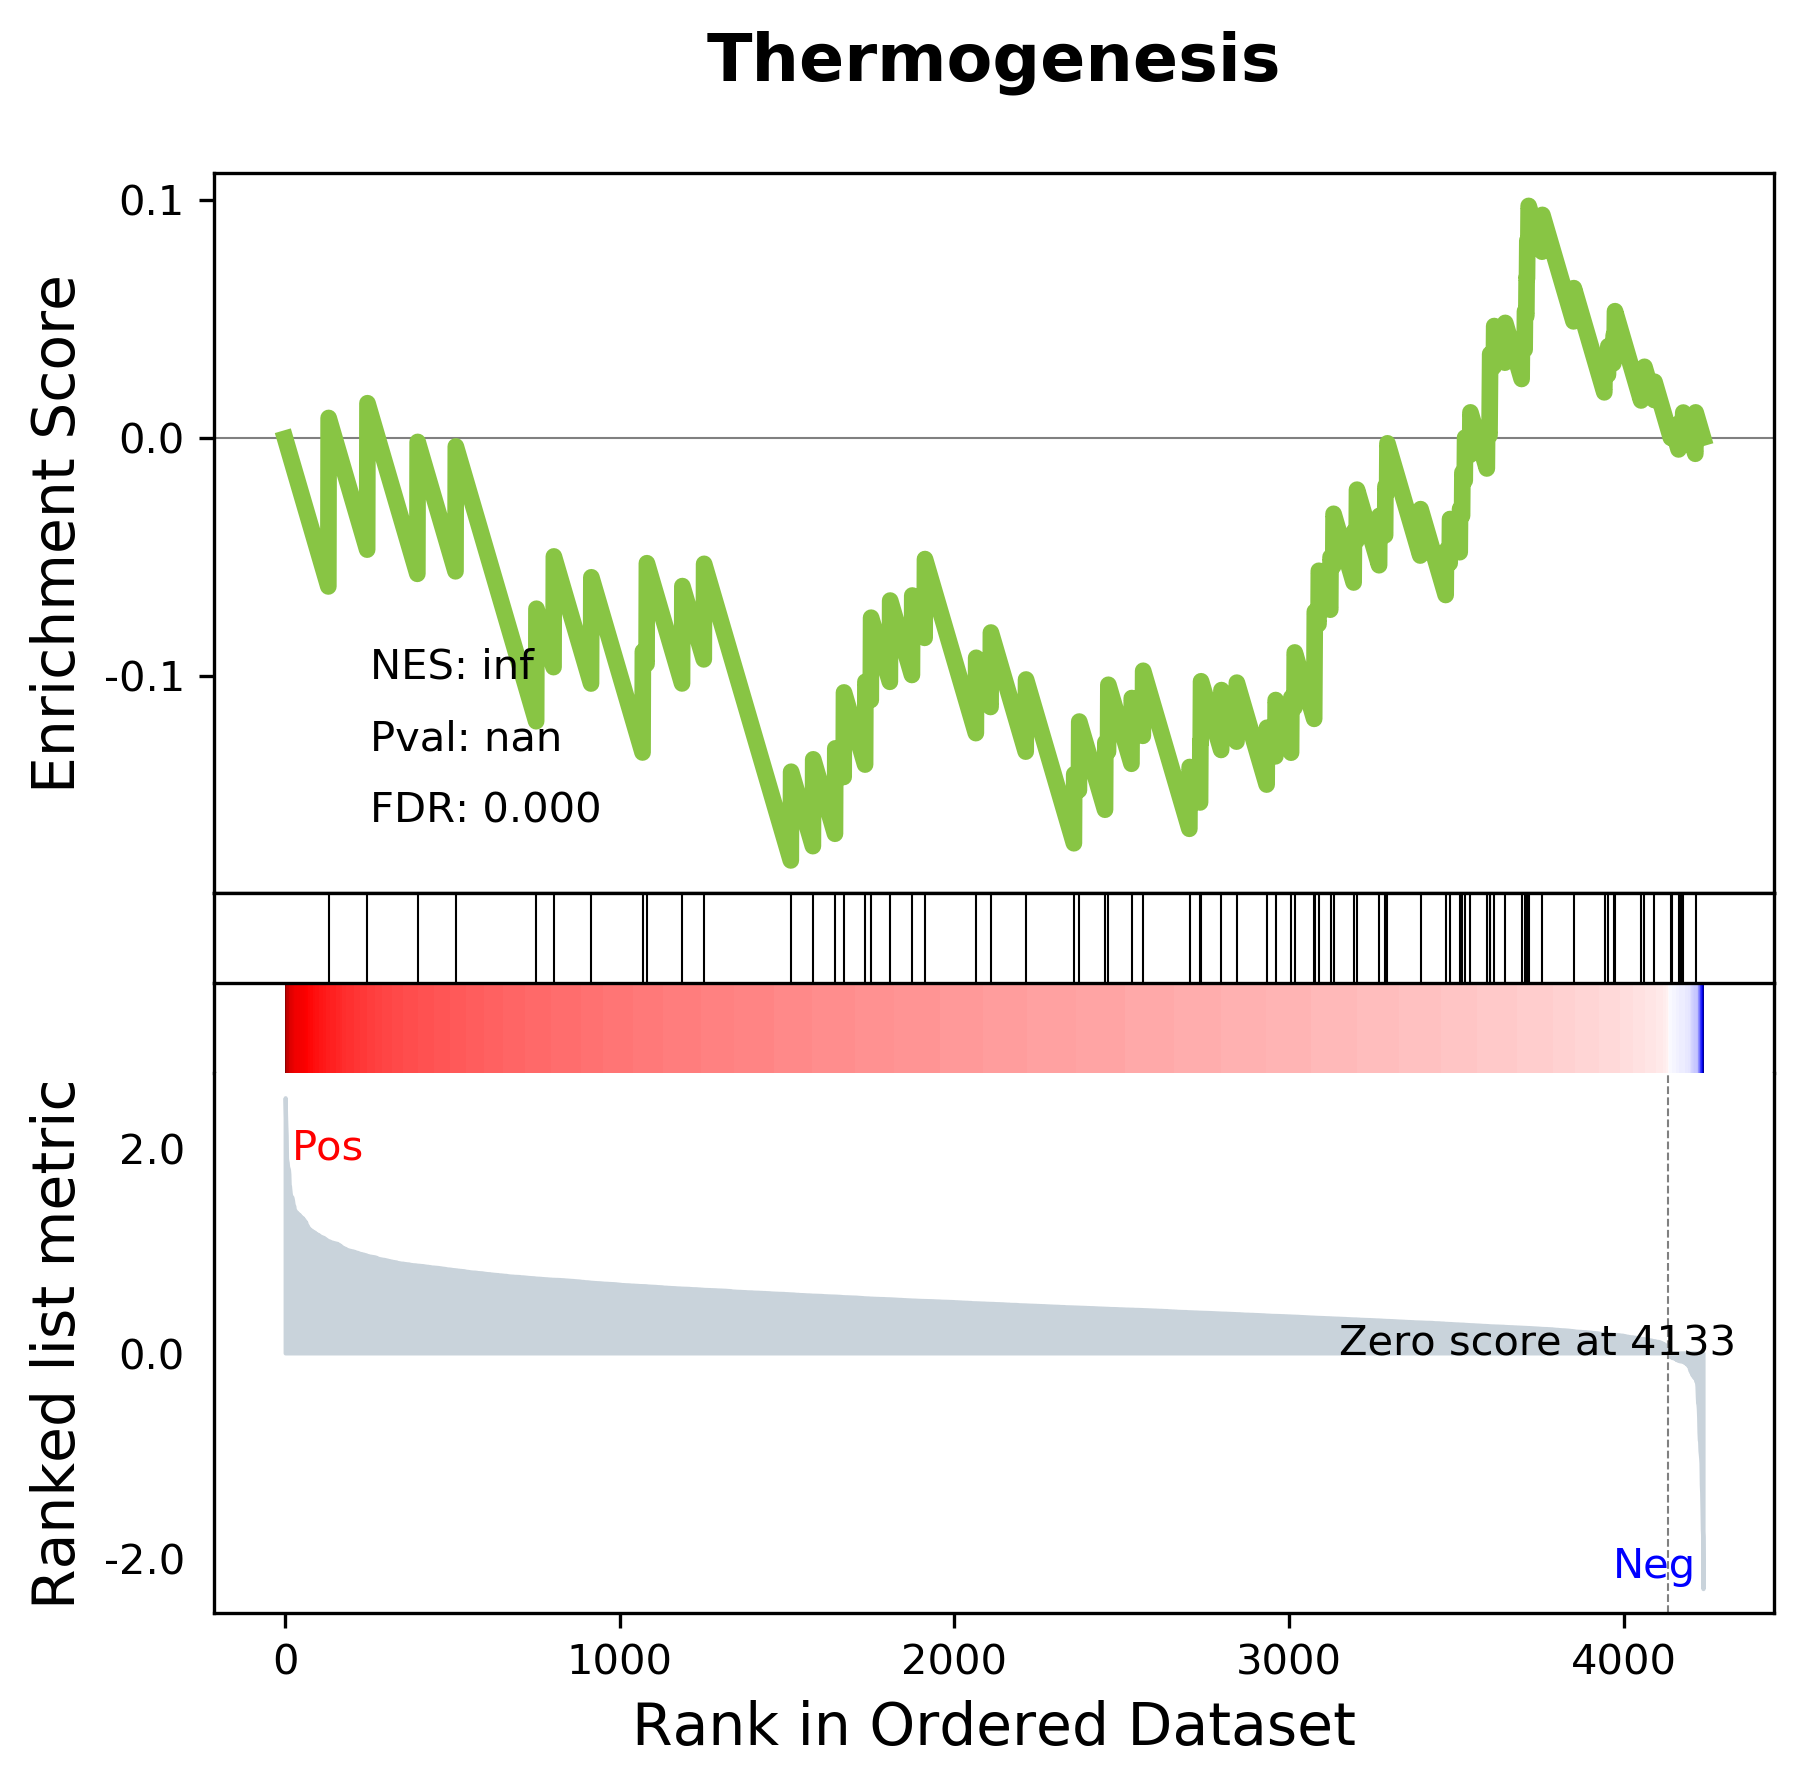 Thermogenesis
Enrichment Score
0.1
0.0
-0.1
NES: inf
Pval: nan
FDR: 0.000
Ranked list metric
2.0
0.0
-2.0
Pos
Zero score at 4133
Neg
0 1000 2000 3000 4000
Rank in Ordered Dataset